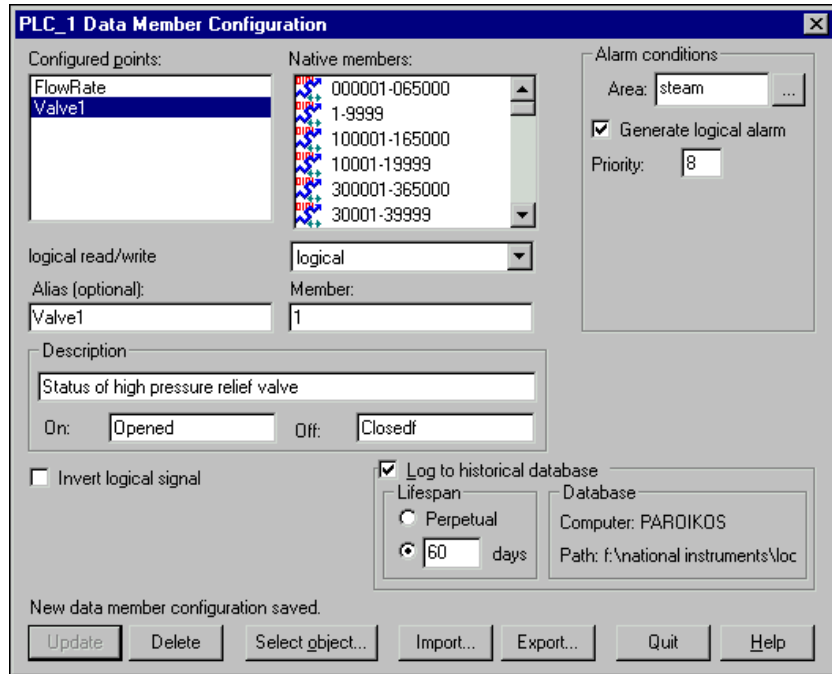 PLC_1 Data Member Configuration
Configured points:
FlowRate
Valve1
Native members:
000001-065000
1-9999
100001-165000
10001-19999
300001-365000
30001-39999
Alarm conditions
Area: steam ...
Generate logical alarm
Priority: 8
logical read/write
logical
Alias (optional):
Valve1
Member:
1
Description
Status of high pressure relief valve
On: Opened Off: Closedf
Invert logical signal
Log to historical database
Lifespan
Perpetual
60 days
Database
Computer: PAROIKOS
Path: f:\national instruments\loc
New data member configuration saved.
Update Delete Select object... Import... Export... Quit Help